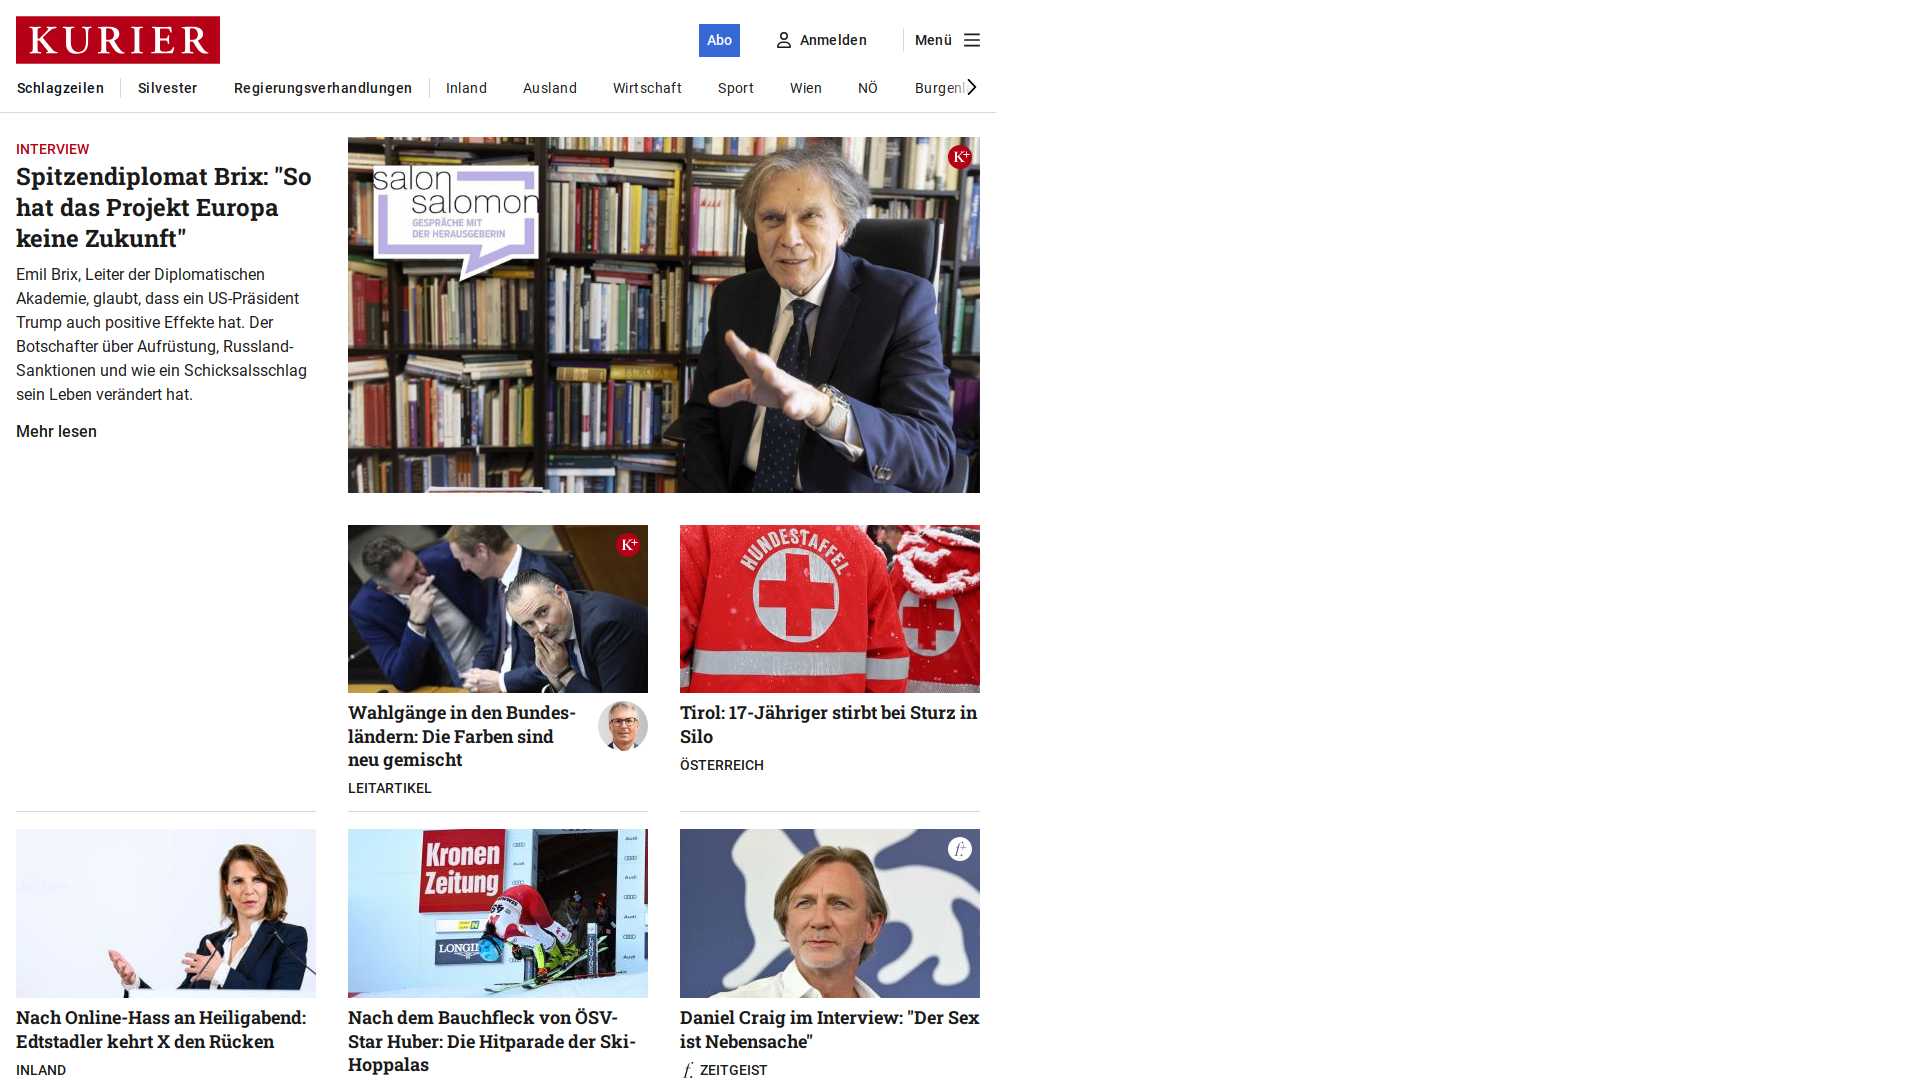 KURIER
Abo
Anmelden
Menü
Schlagzeilen
Silvester
Regierungsverhandlungen
Inland
Ausland
Wirtschaft
Sport
Wien
NÖ
INTERVIEW
Spitzendiplomat Brix: "So
hat das Projekt Europa
keine Zukunft"
Emil Brix, Leiter der Diplomatischen
Akademie, glaubt, dass ein US-Präsident
Trump auch positive Effekte hat. Der
Botschafter über Aufrüstung, Russland-
Sanktionen und wie ein Schicksalsschlag
sein Leben verändert hat.
Mehr lesen
salon
salomon
GESPRÄCHE MIT
DER HERAUSGEBERIN
K+
K+
Wahlgänge in den Bundes-
ländern: Die Farben sind
neu gemischt
LEITARTIKEL
HUNDESTAFFEL
Tirol: 17-Jähriger stirbt bei Sturz in
Silo
ÖSTERREICH
Nach Online-Hass an Heiligabend:
Edtstadler kehrt X den Rücken
INLAND
Kronen
Zeitung
LONGIN
Nach dem Bauchfleck von ÖSV-
Star Huber: Die Hitparade der Ski-
Hoppalas
f+
Daniel Craig im Interview: "Der Sex
ist Nebensache"
f. ZEITGEIST